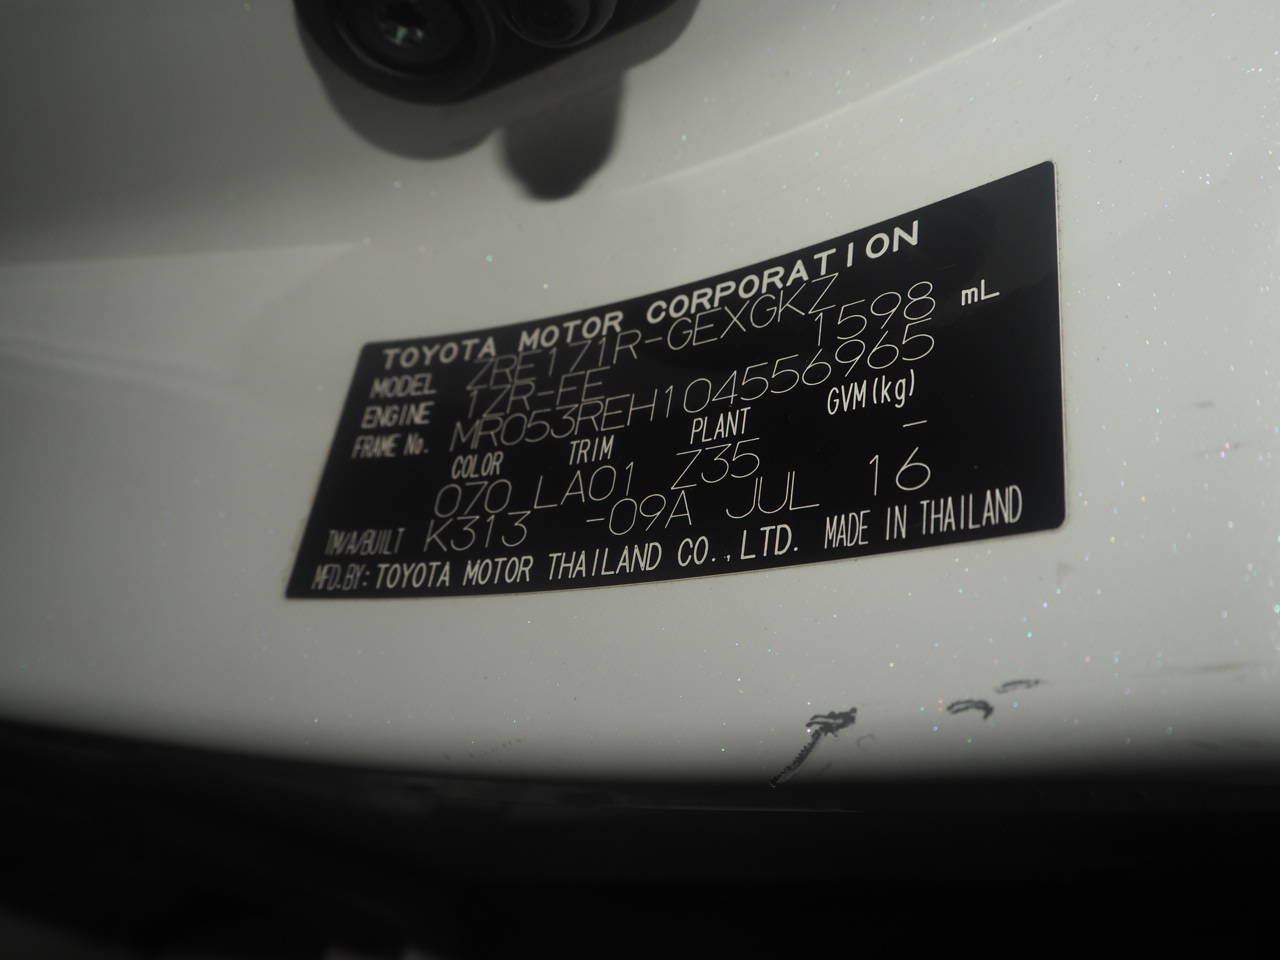 TOYOTA MOTOR CORPORATION
MODEL ZRE171R-GEXGKZ
ENGINE 1ZR-FE 1598 mL
FRAME No. MR053REH104556965
COLOR TRIM PLANT GVM(kg)
070 LA01 Z35 -
TM/A/BUILT K313 -09A JUL 16
MFD.BY: TOYOTA MOTOR THAILAND CO.,LTD. MADE IN THAILAND